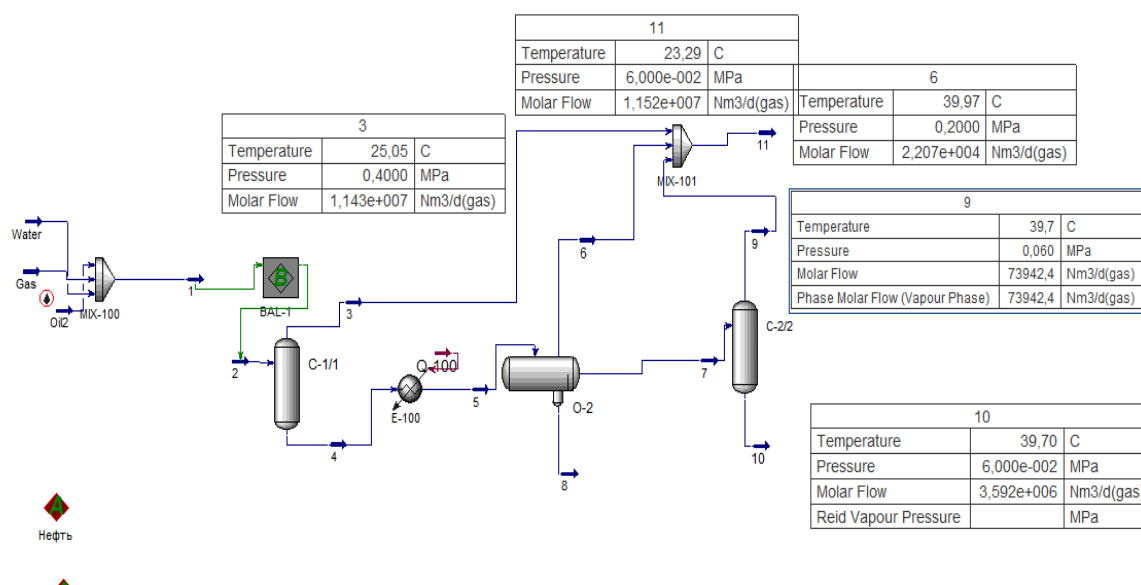 11
Temperature 23,29 C
Pressure 6,000e-002 MPa
Molar Flow 1,152e+007 Nm3/d(gas)
6
Temperature 39,97 C
Pressure 0,2000 MPa
Molar Flow 2,207e+004 Nm3/d(gas)
3
Temperature 25,05 C
Pressure 0,4000 MPa
Molar Flow 1,143e+007 Nm3/d(gas)
11
MIX-101
9
Temperature 39,7 C
Pressure 0,060 MPa
Molar Flow 73942,4 Nm3/d(gas)
Phase Molar Flow (Vapour Phase) 73942,4 Nm3/d(gas)
Water
Gas
Oil2
MIX-100
1
B
BAL-1
2
C-1/1
3
4
Q-100
E-100
5
6
O-2
7
8
9
C-2/2
10
10
Temperature 39,70 C
Pressure 6,000e-002 MPa
Molar Flow 3,592e+006 Nm3/d(gas)
Reid Vapour Pressure MPa
A
Нефть